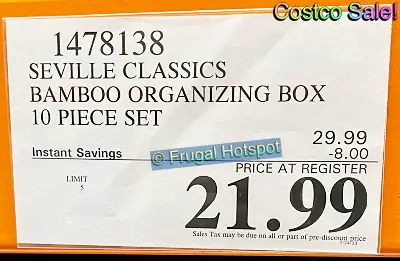 Costco Sale!
1478138
SEVILLE CLASSICS
BAMBOO ORGANIZING BOX
10 PIECE SET
29.99
Instant Savings -8.00
© Frugal Hotspot
PRICE AT REGISTER
LIMIT
5
21.99
Sales Tax may be due on all or part of pre-discount price